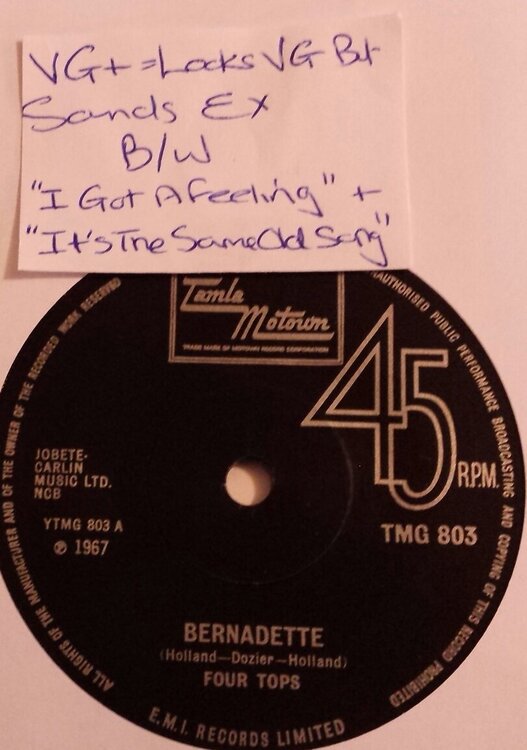 VG+ = Looks VG But
Sounds Ex
B/W
"I Got A Feeling" +
"It's The Same Old Song"
Tamla
Motown
TRADE MARK OF MOTOWN RECORD CORPORATION
45
R.P.M.
TMG 803
JOBETE-
CARLIN
MUSIC LTD.
NCB
YTMG 803 A
℗ 1967
BERNADETTE
(Holland—Dozier—Holland)
FOUR TOPS
E.M.I. RECORDS LIMITED
ALL RIGHTS OF THE MANUFACTURER AND OF THE OWNER OF THE RECORDED WORK RESERVED
UNAUTHORISED PUBLIC PERFORMANCE BROADCASTING AND COPYING OF THIS RECORD PROHIBITED